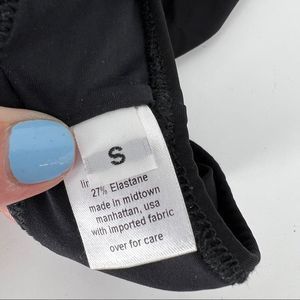 S
27% Elastane
made in midtown
manhattan, usa
with imported fabric
over for care